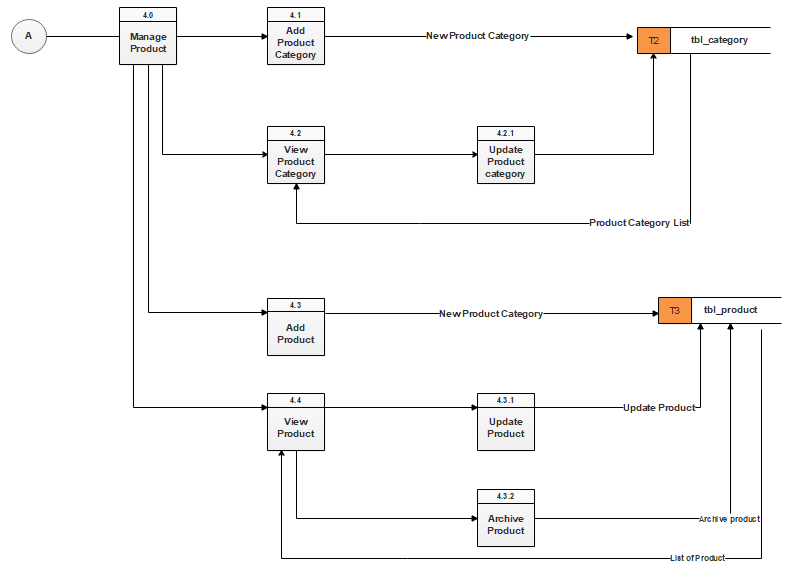 A
4.0
Manage
Product
4.1
Add
Product
Category
New Product Category
T2
tbl_category
4.2
View
Product
Category
4.2.1
Update
Product
category
Product Category List
4.3
Add
Product
New Product Category
T3
tbl_product
4.4
View
Product
4.3.1
Update
Product
Update Product
4.3.2
Archive
Product
Archive product
List of Product